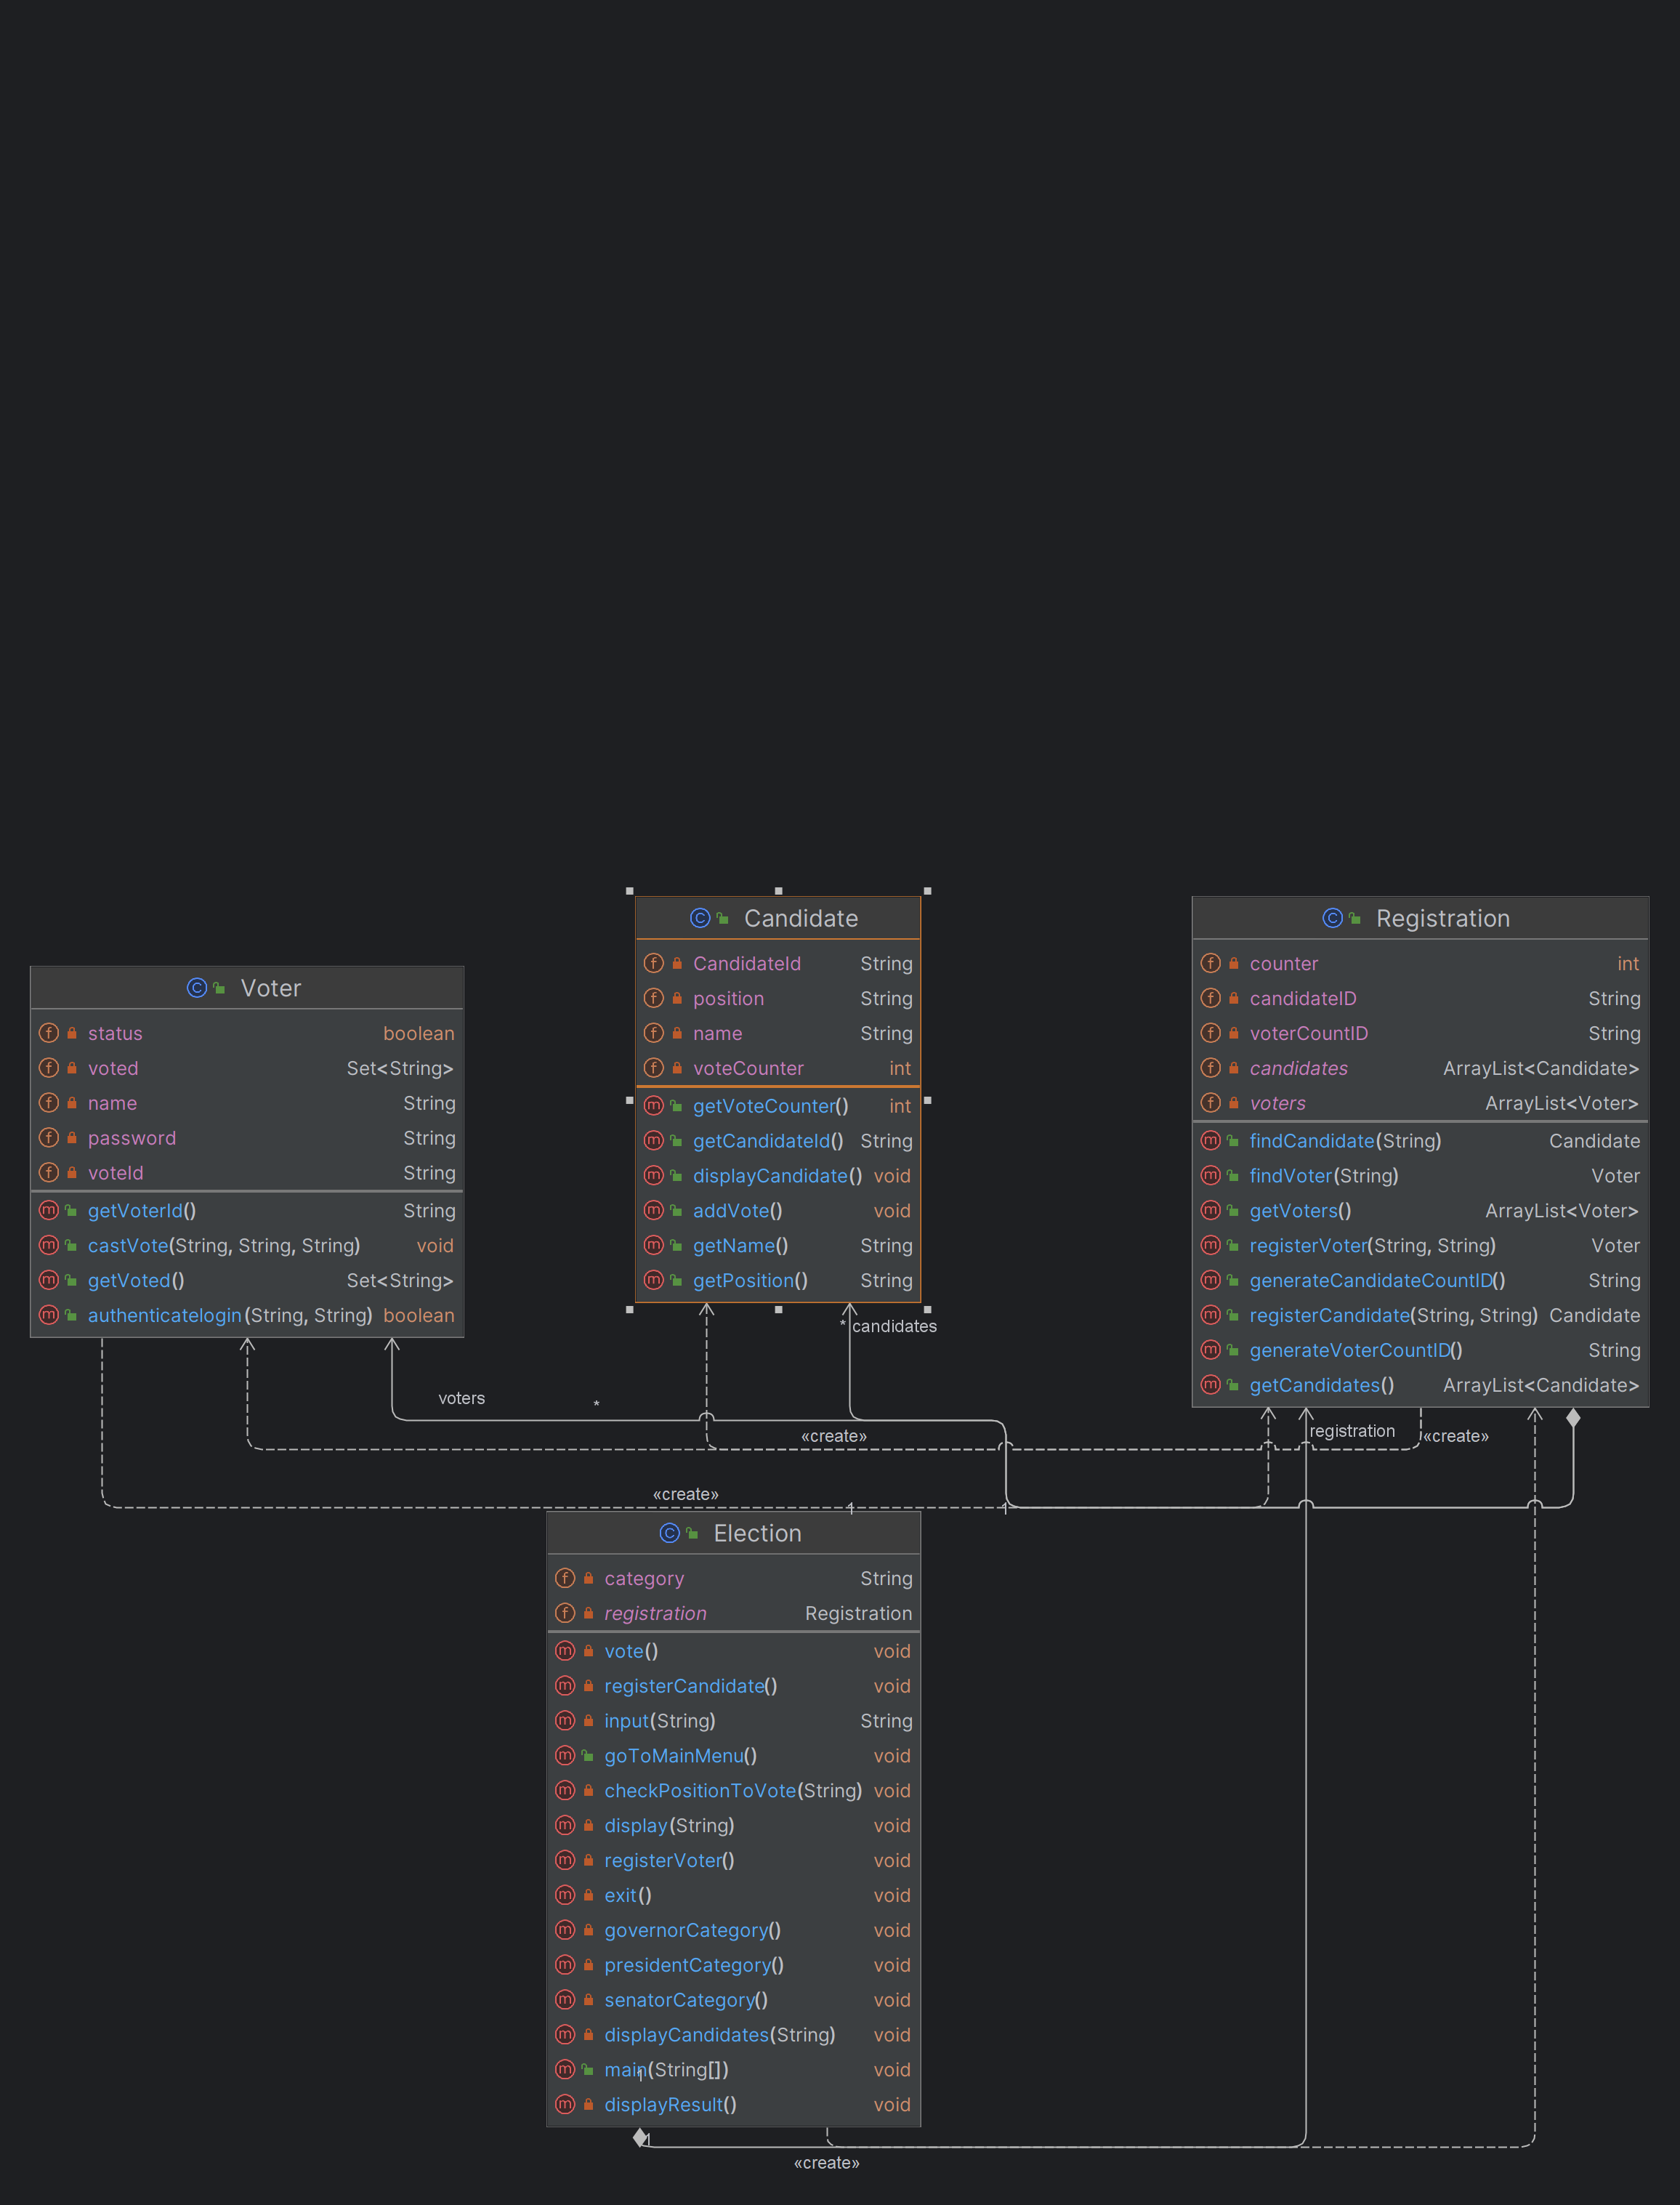 Voter
status boolean
voted Set<String>
name String
password String
voteId String
getVoterId() String
castVote(String, String, String) void
getVoted() Set<String>
authenticatelogin(String, String) boolean
Candidate
CandidateId String
position String
name String
voteCounter int
getVoteCounter() int
getCandidateId() String
displayCandidate() void
addVote() void
getName() String
getPosition() String
Registration
counter int
candidateID String
voterCountID String
candidates ArrayList<Candidate>
voters ArrayList<Voter>
findCandidate(String) Candidate
findVoter(String) Voter
getVoters() ArrayList<Voter>
registerVoter(String, String) Voter
generateCandidateCountID() String
registerCandidate(String, String) Candidate
generateVoterCountID() String
getCandidates() ArrayList<Candidate>
* candidates
voters *
«create»
registration
«create»
«create»
1 1
Election
category String
registration Registration
vote() void
registerCandidate() void
input(String) String
goToMainMenu() void
checkPositionToVote(String) void
display(String) void
registerVoter() void
exit() void
governorCategory() void
presidentCategory() void
senatorCategory() void
displayCandidates(String) void
main(String[]) void
1
displayResult() void
1
«create»